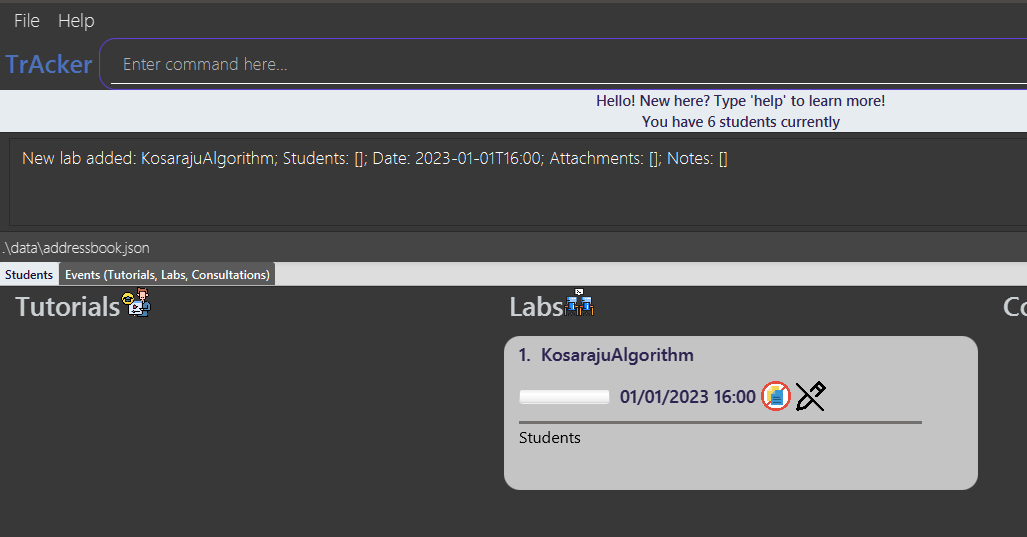 File Help
TrAcker Enter command here...
Hello! New here? Type 'help' to learn more!
You have 6 students currently
New lab added: KosarajuAlgorithm; Students: []; Date: 2023-01-01T16:00; Attachments: []; Notes: []
.\data\addressbook.json
Students Events (Tutorials, Labs, Consultations)
Tutorials Labs Co
1. KosarajuAlgorithm
01/01/2023 16:00
Students